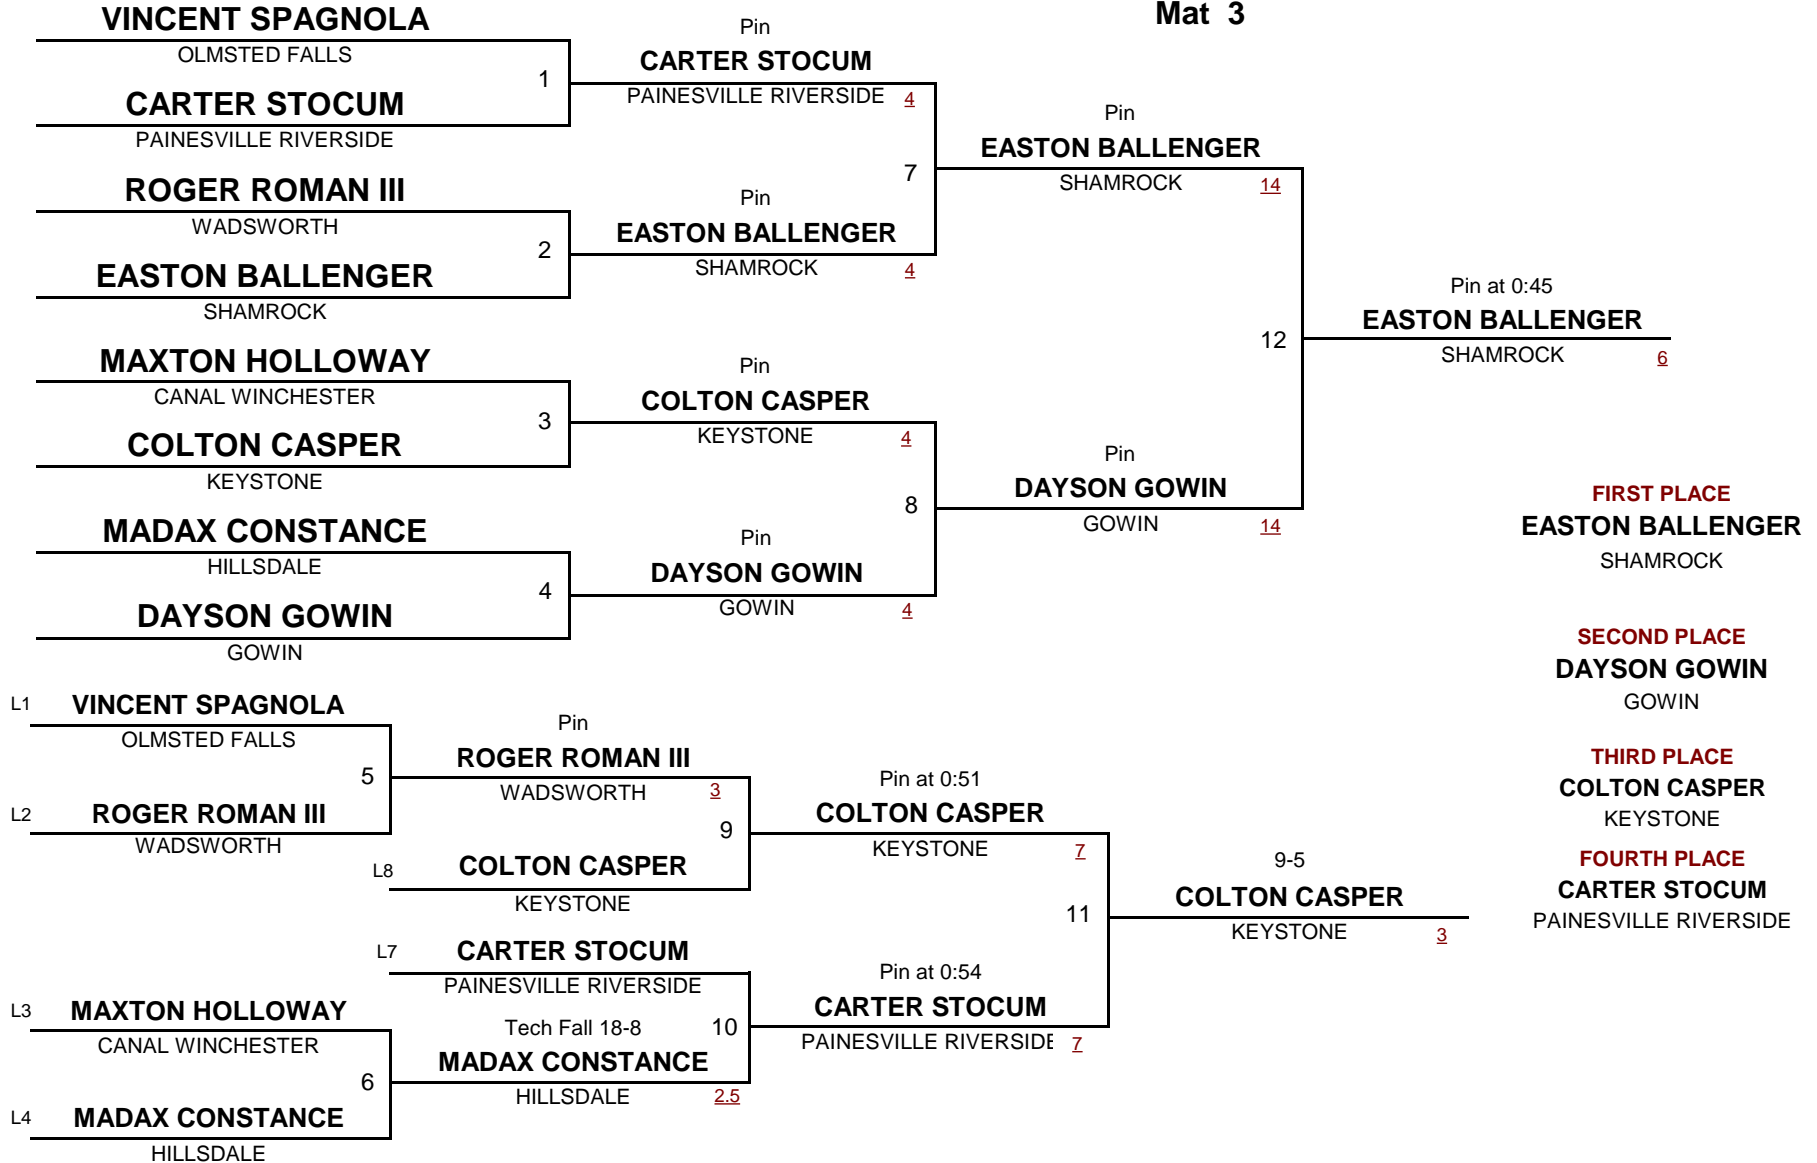 Mat 3
VINCENT SPAGNOLA
OLMSTED FALLS
1
CARTER STOCUM
PAINESVILLE RIVERSIDE
Pin
CARTER STOCUM
PAINESVILLE RIVERSIDE 4
ROGER ROMAN III
WADSWORTH
2
EASTON BALLENGER
SHAMROCK
Pin
EASTON BALLENGER
SHAMROCK 4
7
Pin
EASTON BALLENGER
SHAMROCK 14
MAXTON HOLLOWAY
CANAL WINCHESTER
3
COLTON CASPER
KEYSTONE
Pin
COLTON CASPER
KEYSTONE 4
MADAX CONSTANCE
HILLSDALE
4
DAYSON GOWIN
GOWIN
Pin
DAYSON GOWIN
GOWIN 4
8
Pin
DAYSON GOWIN
GOWIN 14
12
Pin at 0:45
EASTON BALLENGER
SHAMROCK 6
FIRST PLACE
EASTON BALLENGER
SHAMROCK
SECOND PLACE
DAYSON GOWIN
GOWIN
THIRD PLACE
COLTON CASPER
KEYSTONE
FOURTH PLACE
CARTER STOCUM
PAINESVILLE RIVERSIDE
L1 VINCENT SPAGNOLA
OLMSTED FALLS
5
L2 ROGER ROMAN III
WADSWORTH
Pin
ROGER ROMAN III
WADSWORTH 3
9
L8 COLTON CASPER
KEYSTONE
Pin at 0:51
COLTON CASPER
KEYSTONE 7
L7 CARTER STOCUM
PAINESVILLE RIVERSIDE
L3 MAXTON HOLLOWAY
CANAL WINCHESTER
6
L4 MADAX CONSTANCE
HILLSDALE
Tech Fall 18-8
10
MADAX CONSTANCE
HILLSDALE 2.5
Pin at 0:54
CARTER STOCUM
PAINESVILLE RIVERSIDE 7
11
9-5
COLTON CASPER
KEYSTONE 3